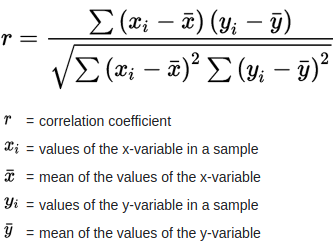 r = ∑ (xᵢ − x̄) (yᵢ − ȳ) / √∑ (xᵢ − x̄)² ∑ (yᵢ − ȳ)²
r = correlation coefficient
xᵢ = values of the x-variable in a sample
x̄ = mean of the values of the x-variable
yᵢ = values of the y-variable in a sample
ȳ = mean of the values of the y-variable